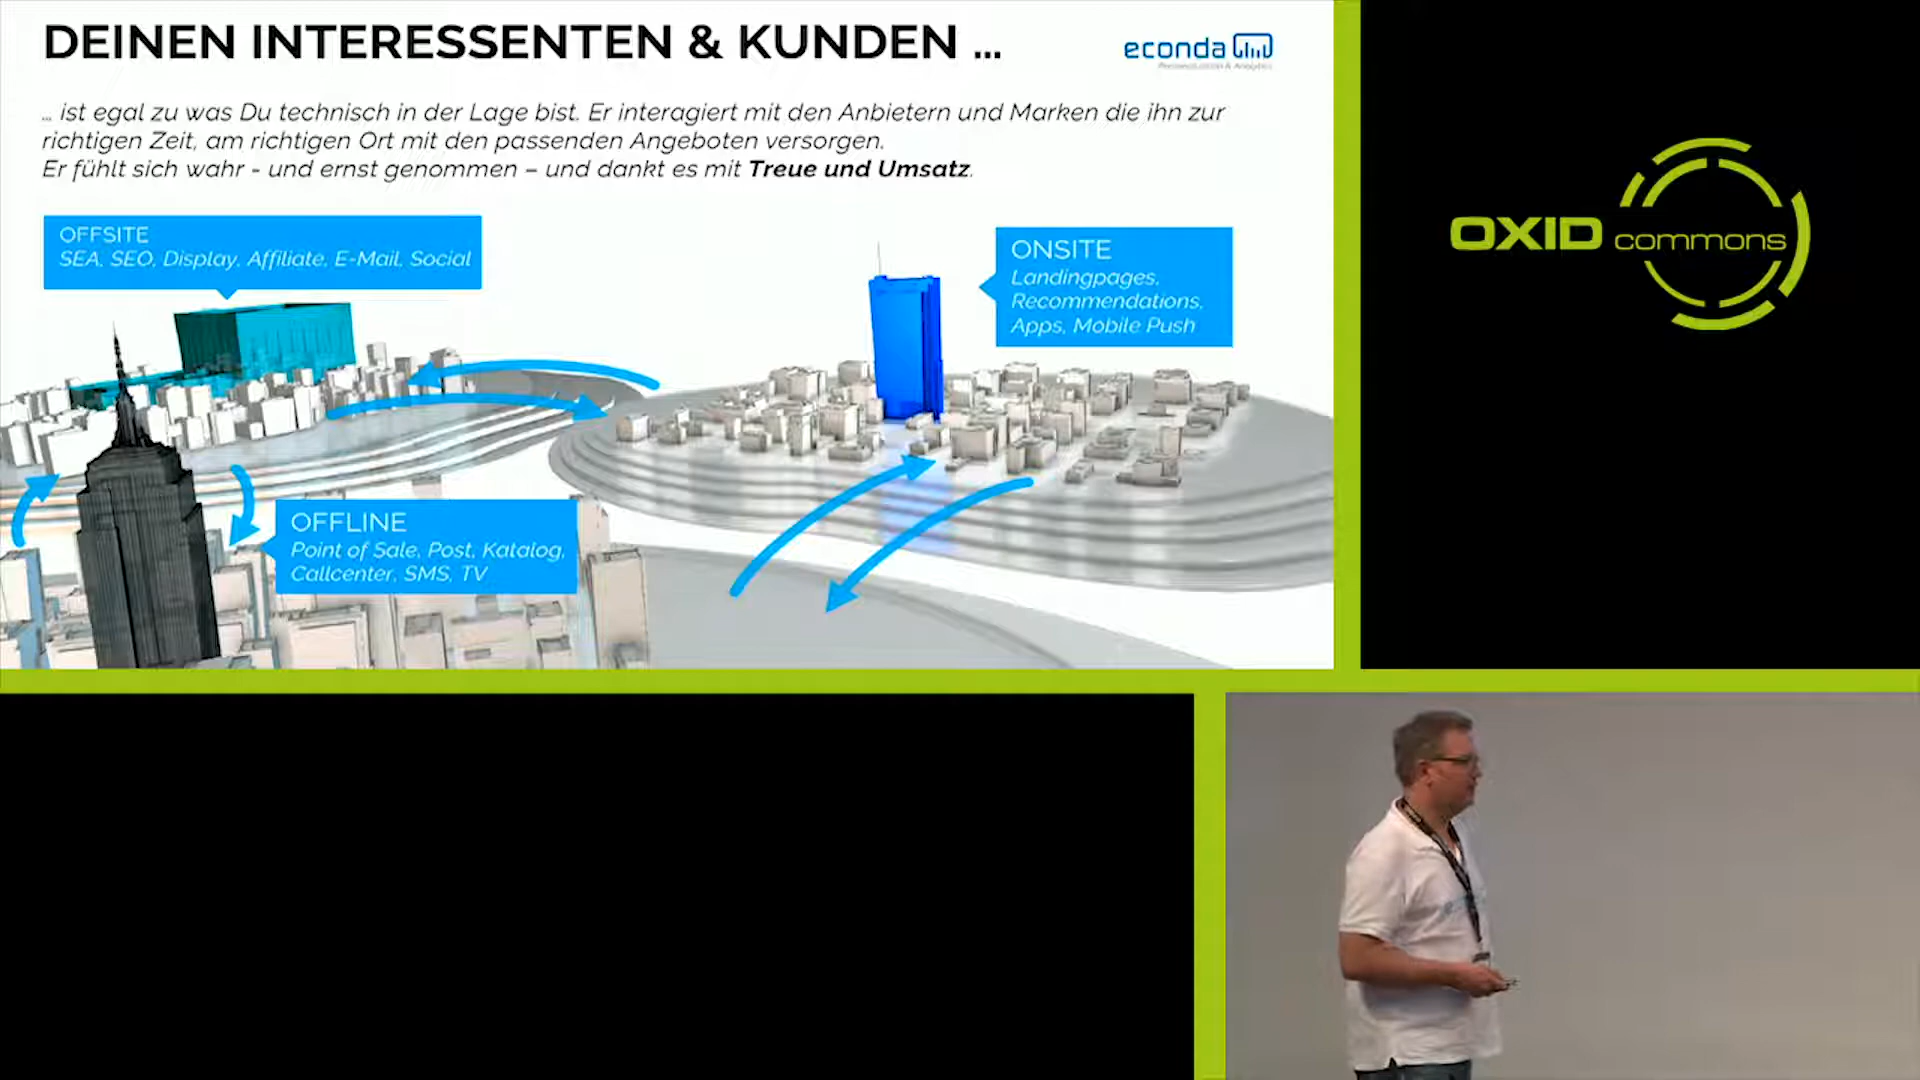 DEINEN INTERESSENTEN & KUNDEN ...
econda
Personalization & Analytics
... ist egal zu was Du technisch in der Lage bist. Er interagiert mit den Anbietern und Marken die ihn zur
richtigen Zeit, am richtigen Ort mit den passenden Angeboten versorgen.
Er fühlt sich wahr - und ernst genommen – und dankt es mit Treue und Umsatz.
OFFSITE
SEA, SEO, Display, Affiliate, E-Mail, Social
ONSITE
Landingpages,
Recommendations,
Apps, Mobile Push
OFFLINE
Point of Sale, Post, Katalog,
Callcenter, SMS, TV
OXID commons